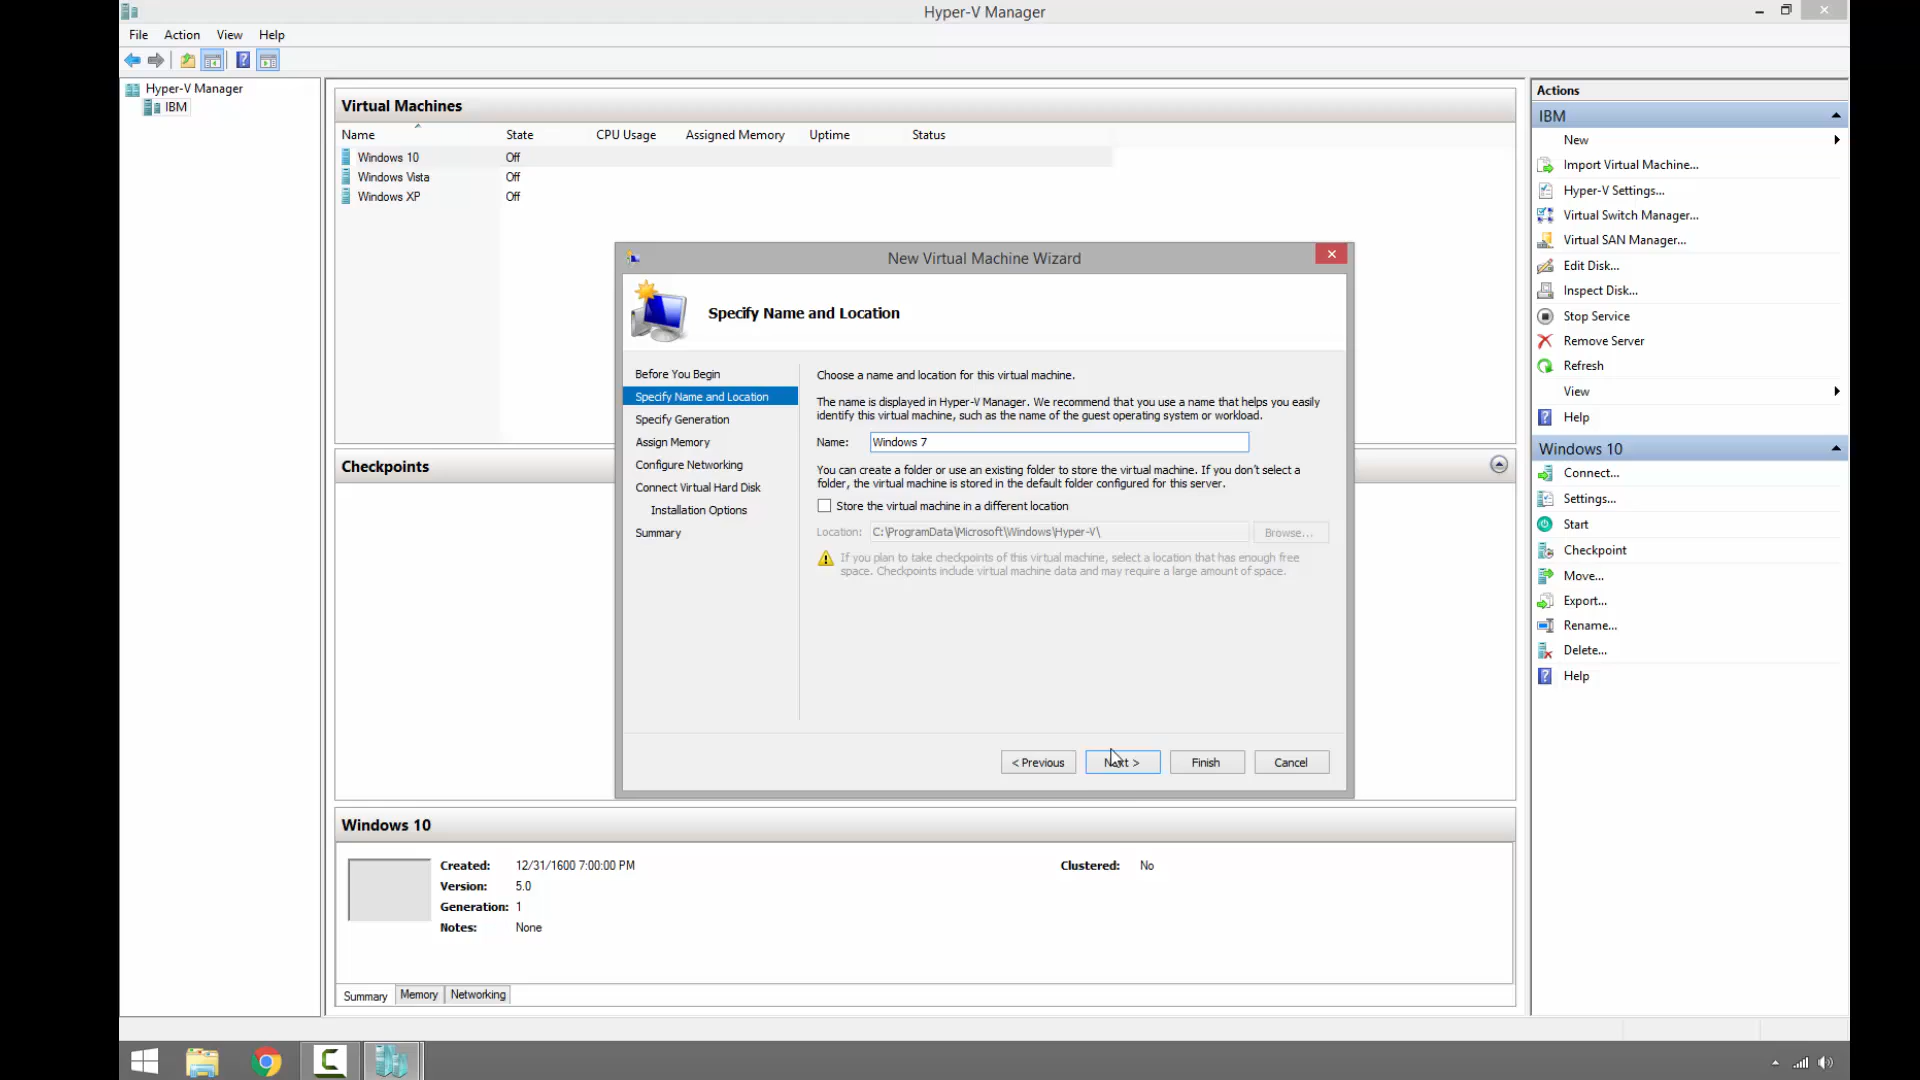 Hyper-V Manager
File Action View Help
Hyper-V Manager
IBM
Virtual Machines
Name State CPU Usage Assigned Memory Uptime Status
Windows 10 Off
Windows Vista Off
Windows XP Off
Checkpoints
New Virtual Machine Wizard
Specify Name and Location
Before You Begin
Specify Name and Location
Specify Generation
Assign Memory
Configure Networking
Connect Virtual Hard Disk
Installation Options
Summary
Choose a name and location for this virtual machine.
The name is displayed in Hyper-V Manager. We recommend that you use a name that helps you easily
identify this virtual machine, such as the name of the guest operating system or workload.
Name: Windows 7
You can create a folder or use an existing folder to store the virtual machine. If you don't select a
folder, the virtual machine is stored in the default folder configured for this server.
Store the virtual machine in a different location
Location: C:\ProgramData\Microsoft\Windows\Hyper-V\ Browse...
If you plan to take checkpoints of this virtual machine, select a location that has enough free
space. Checkpoints include virtual machine data and may require a large amount of space.
< Previous Next > Finish Cancel
Windows 10
Created: 12/31/1600 7:00:00 PM Clustered: No
Version: 5.0
Generation: 1
Notes: None
Summary Memory Networking
Actions
IBM
New
Import Virtual Machine...
Hyper-V Settings...
Virtual Switch Manager...
Virtual SAN Manager...
Edit Disk...
Inspect Disk...
Stop Service
Remove Server
Refresh
View
Help
Windows 10
Connect...
Settings...
Start
Checkpoint
Move...
Export...
Rename...
Delete...
Help